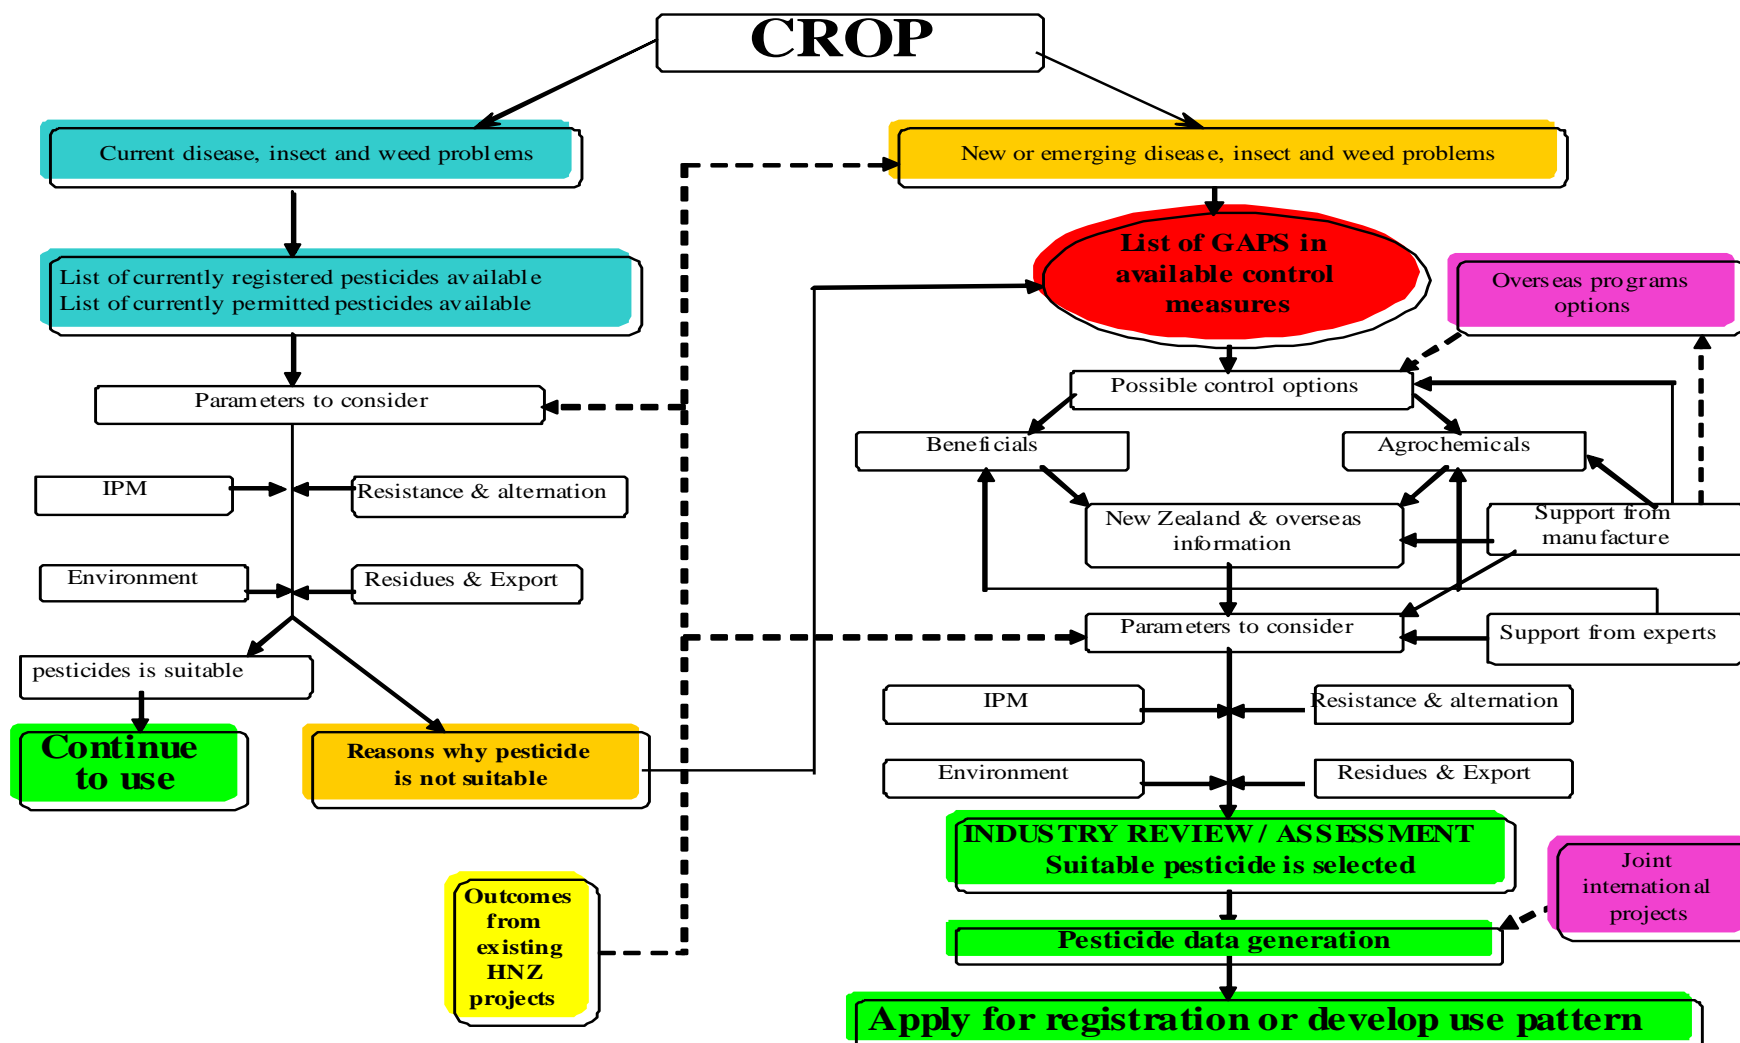 CROP
Current disease, insect and weed problems
New or emerging disease, insect and weed problems
List of currently registered pesticides available
List of currently permitted pesticides available
List of GAPS in
available control
measures
Overseas programs
options
Parameters to consider
Possible control options
Beneficials
Agrochemicals
IPM
Resistance & alternation
New Zealand & overseas
information
Support from
manufacture
Environment
Residues & Export
Parameters to consider
Support from experts
pesticides is suitable
IPM
Resistance & alternation
Continue
to use
Reasons why pesticide
is not suitable
Environment
Residues & Export
INDUSTRY REVIEW / ASSESSMENT
Suitable pesticide is selected
Joint
international
projects
Outcomes
from
existing
HNZ
projects
Pesticide data generation
Apply for registration or develop use pattern